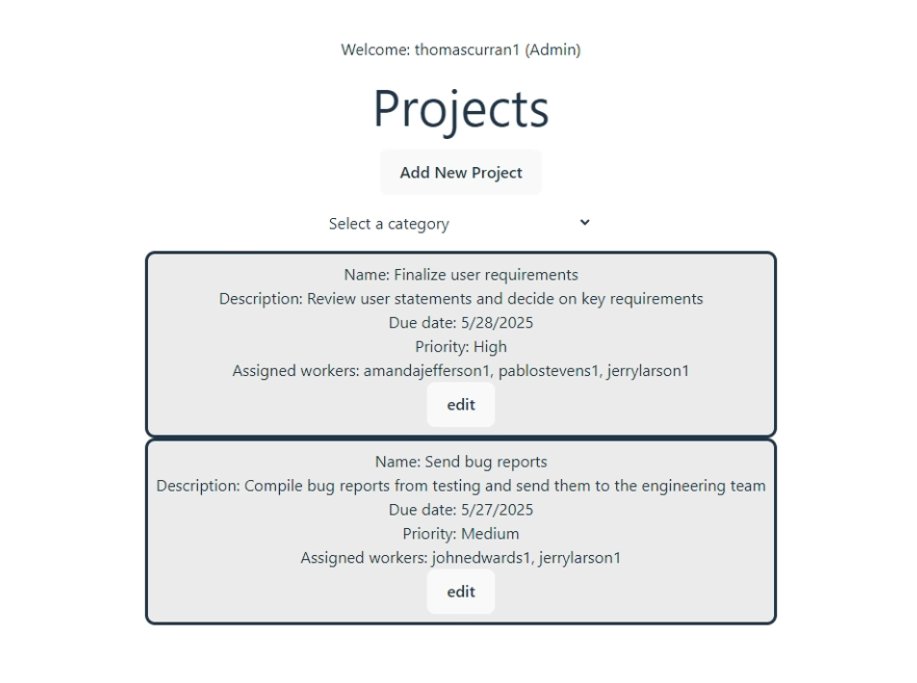 Welcome: thomascurran1 (Admin)
Projects
Add New Project
Select a category
Name: Finalize user requirements
Description: Review user statements and decide on key requirements
Due date: 5/28/2025
Priority: High
Assigned workers: amandajefferson1, pablostevens1, jerrylarson1
edit
Name: Send bug reports
Description: Compile bug reports from testing and send them to the engineering team
Due date: 5/27/2025
Priority: Medium
Assigned workers: johnedwards1, jerrylarson1
edit